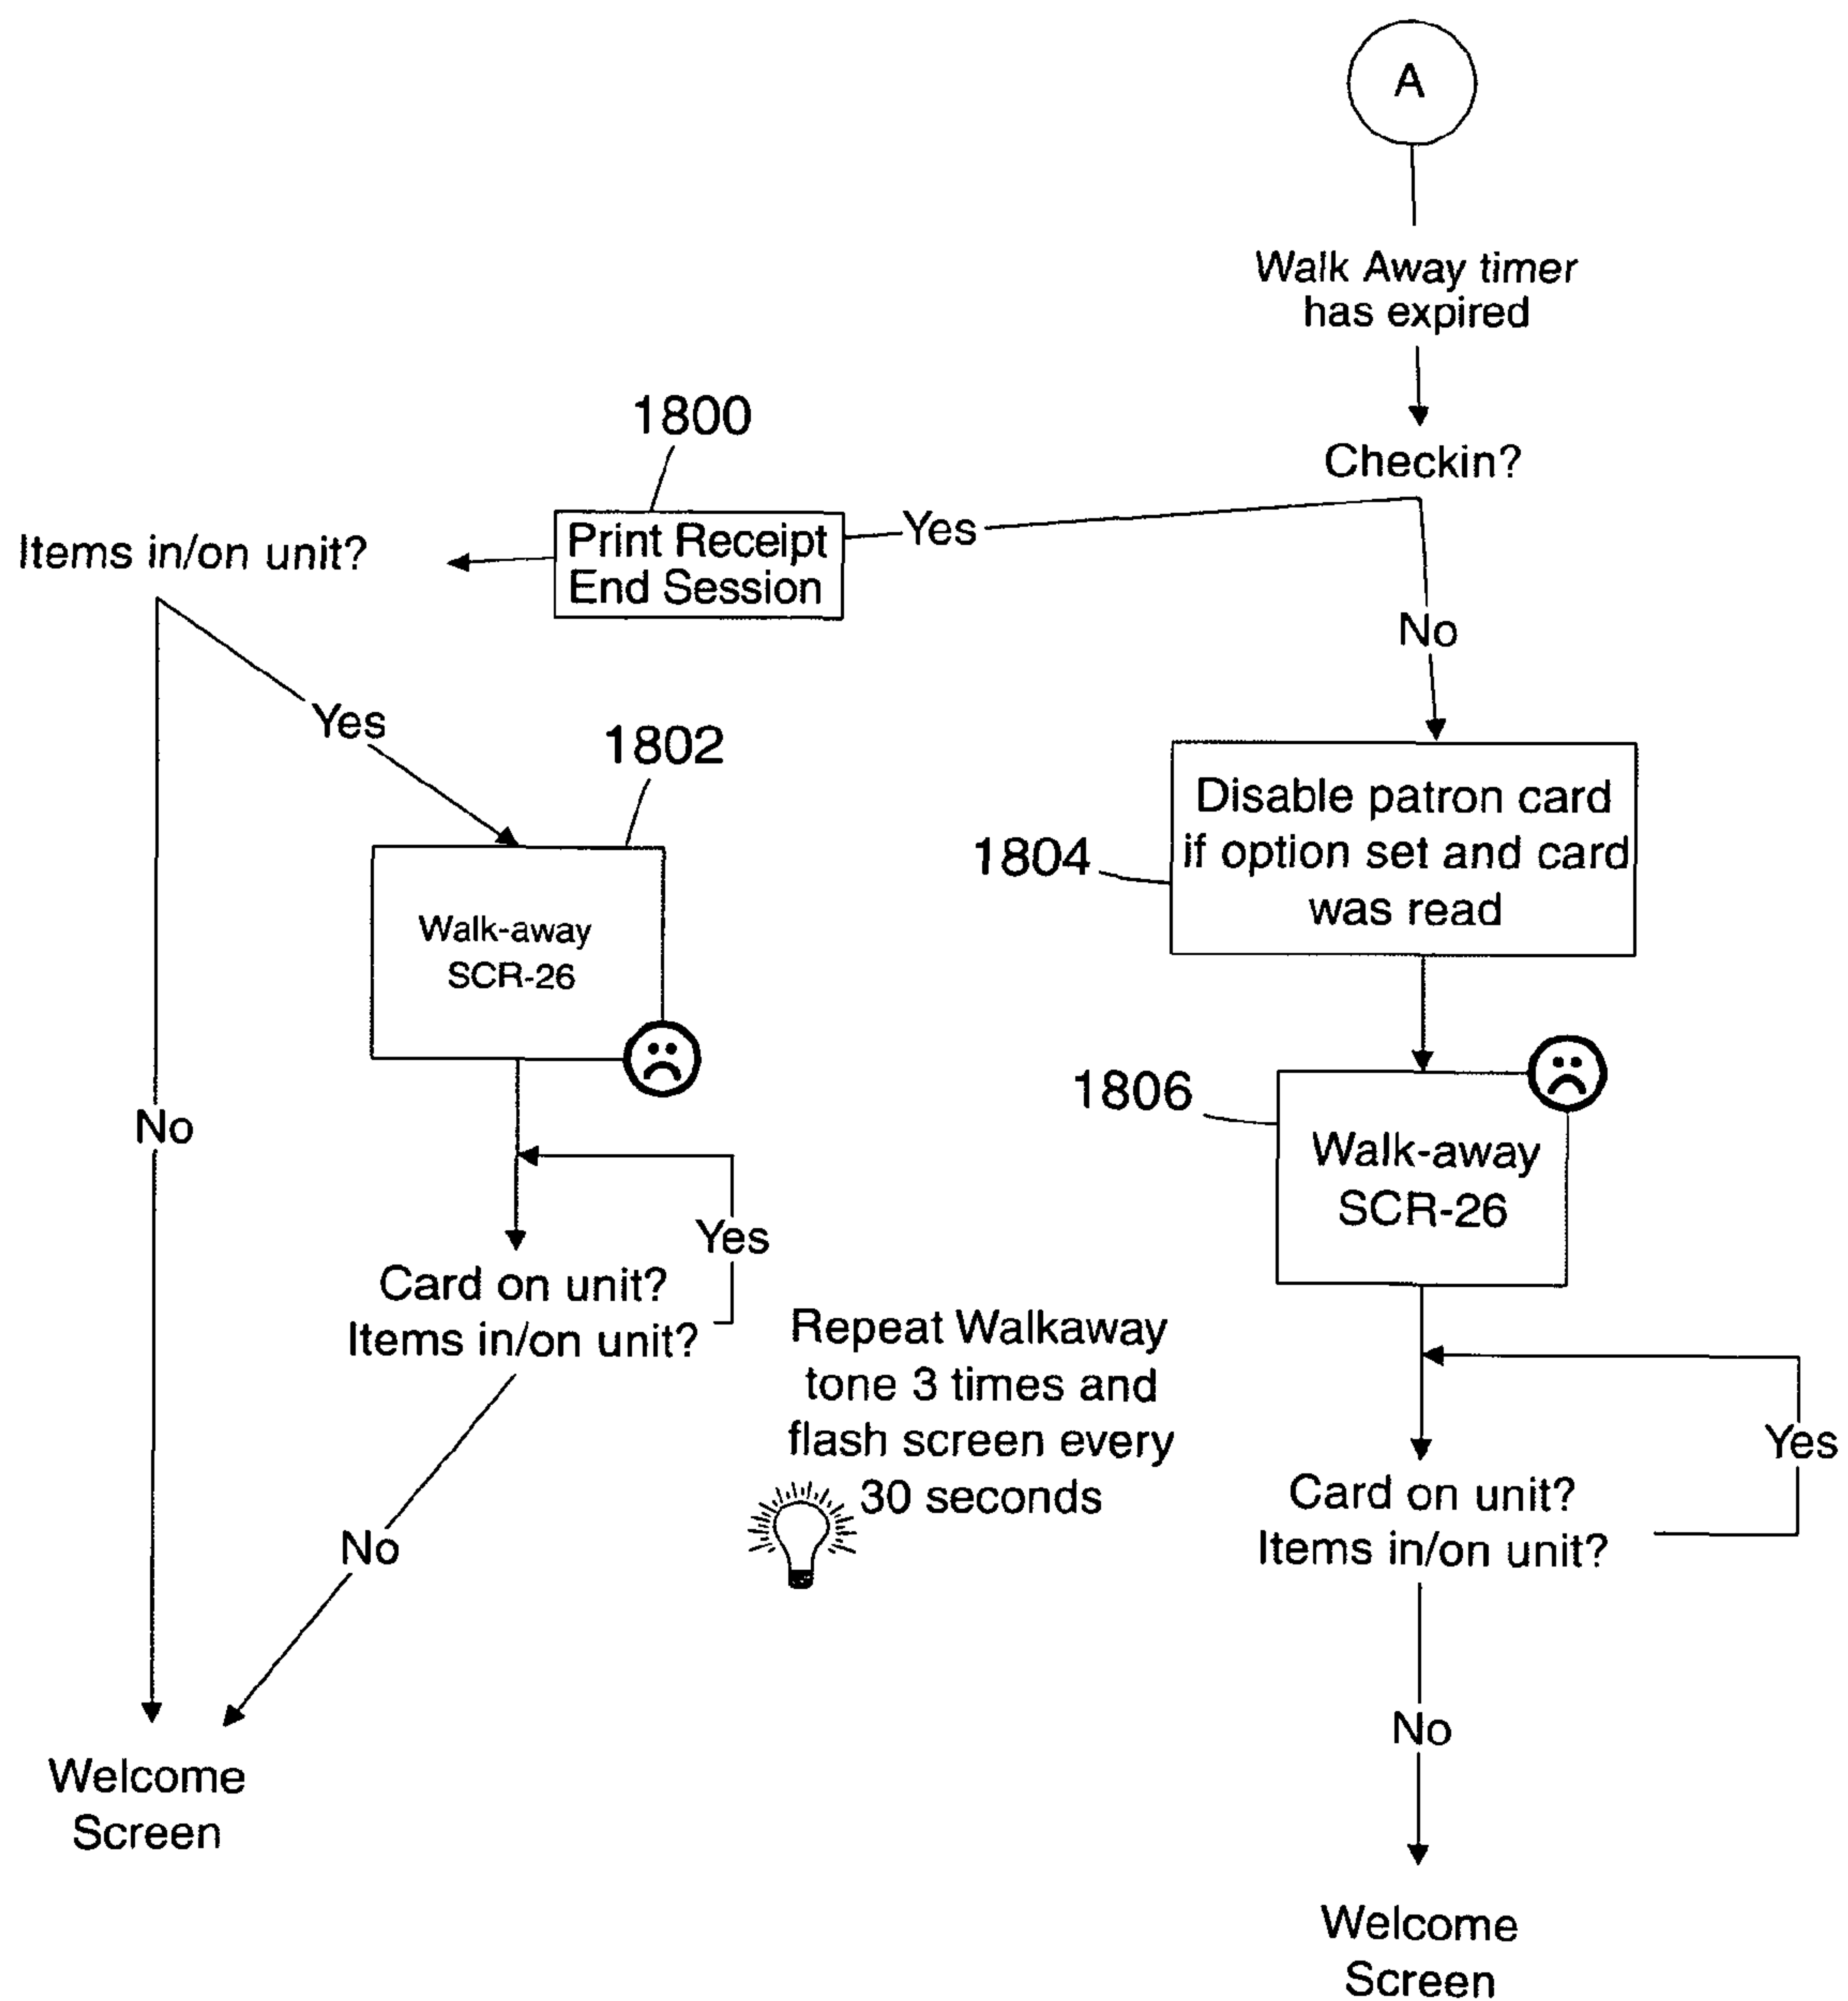 A
Walk Away timer
has expired
Checkin?
Yes
No
1800
Print Receipt
End Session
Items in/on unit?
Yes
No
1802
Walk-away
SCR-26
Card on unit?
Items in/on unit?
Yes
No
Welcome
Screen
Repeat Walkaway
tone 3 times and
flash screen every
30 seconds
1804
Disable patron card
if option set and card
was read
1806
Walk-away
SCR-26
Card on unit?
Items in/on unit?
Yes
No
Welcome
Screen